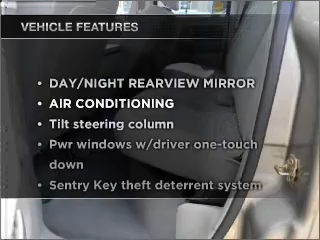 VEHICLE FEATURES
• DAY/NIGHT REARVIEW MIRROR
• AIR CONDITIONING
• Tilt steering column
• Pwr windows w/driver one-touch
down
• Sentry Key theft deterrent system